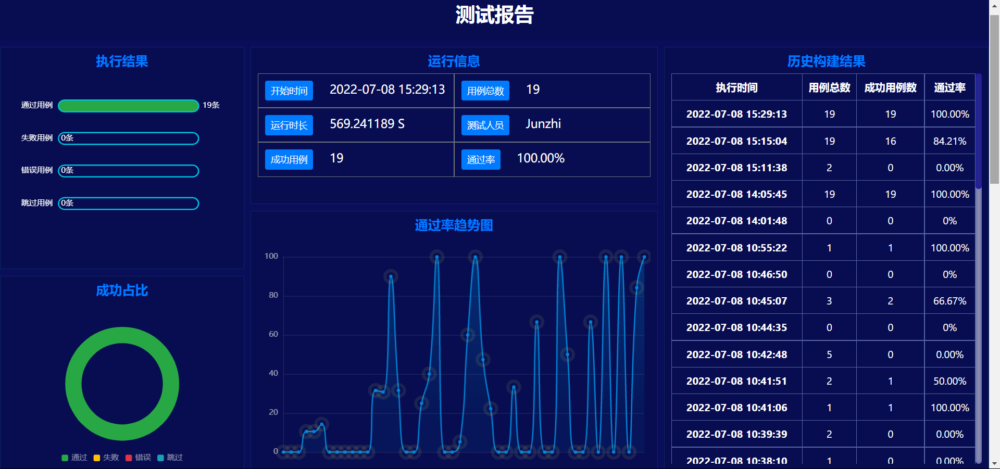 测试报告
执行结果
通过用例 19条
失败用例 0条
错误用例 0条
跳过用例 0条
成功占比
通过 失败 错误 跳过
运行信息
开始时间 2022-07-08 15:29:13 用例总数 19
运行时长 569.241189 S 测试人员 Junzhi
成功用例 19 通过率 100.00%
通过率趋势图
100
80
60
40
20
0
历史构建结果
执行时间 用例总数 成功用例数 通过率
2022-07-08 15:29:13 19 19 100.00%
2022-07-08 15:15:04 19 16 84.21%
2022-07-08 15:11:38 2 0 0.00%
2022-07-08 14:05:45 19 19 100.00%
2022-07-08 14:01:48 0 0 0%
2022-07-08 10:55:22 1 1 100.00%
2022-07-08 10:46:50 0 0 0%
2022-07-08 10:45:07 3 2 66.67%
2022-07-08 10:44:35 0 0 0%
2022-07-08 10:42:48 5 0 0.00%
2022-07-08 10:41:51 2 1 50.00%
2022-07-08 10:41:06 1 1 100.00%
2022-07-08 10:39:39 2 0 0.00%
2022-07-08 10:38:10 1 0 0.00%